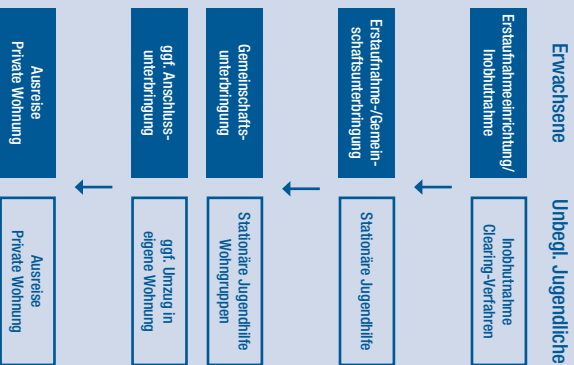 Erwachsene
Unbegl. Jugendliche
Erstaufnahmeeinrichtung/
Inobhutnahme
Inobhutnahme
Clearing-Verfahren
Erstaufnahme-/Gemein-
schaftsunterbringung
Stationäre Jugendhilfe
Gemeinschafts-
unterbringung
Stationäre Jugendhilfe
Wohngruppen
ggf. Anschluss-
unterbringung
ggf. Umzug in
eigene Wohnung
Ausreise
Private Wohnung
Ausreise
Private Wohnung